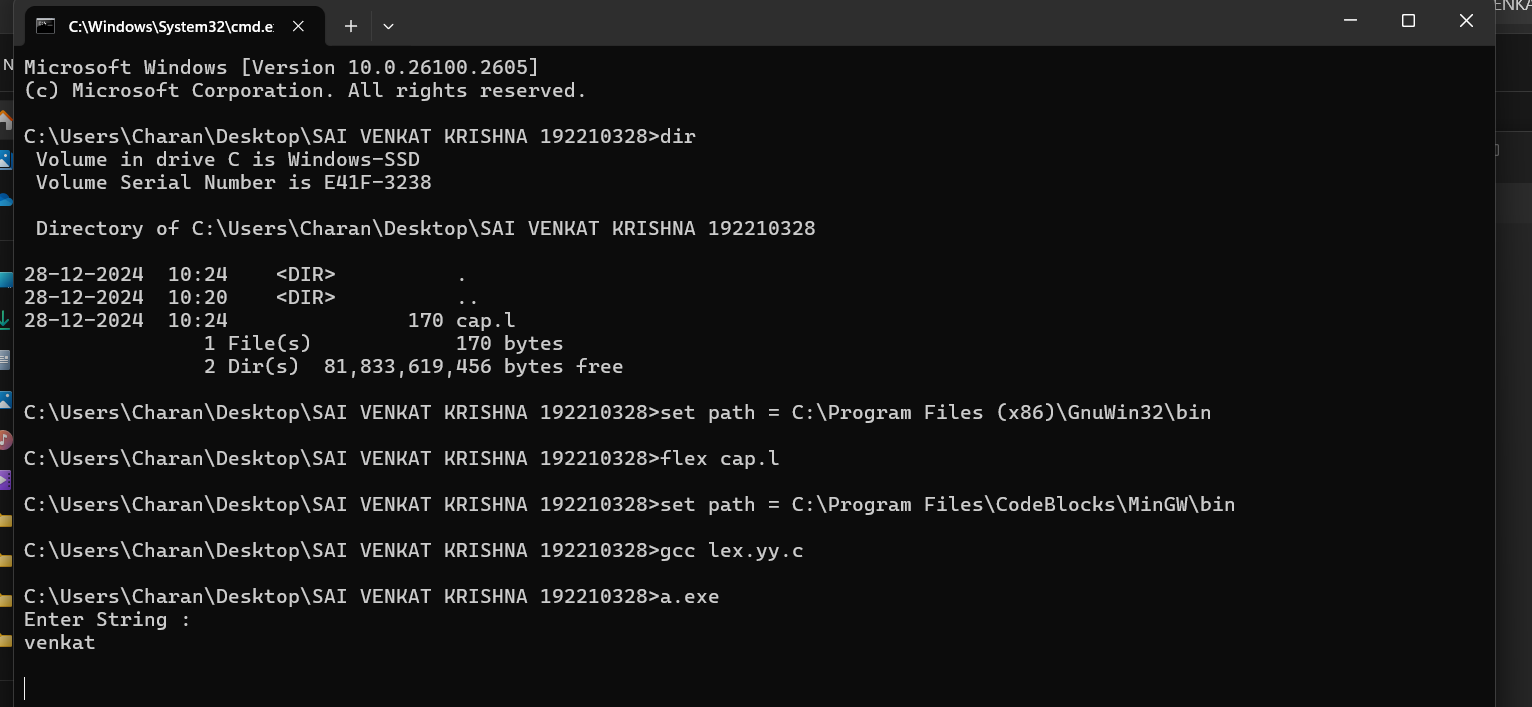 C:\Windows\System32\cmd.e
ENKA
N
Microsoft Windows [Version 10.0.26100.2605]
(c) Microsoft Corporation. All rights reserved.
C:\Users\Charan\Desktop\SAI VENKAT KRISHNA 192210328>dir
 Volume in drive C is Windows-SSD
 Volume Serial Number is E41F-3238
 Directory of C:\Users\Charan\Desktop\SAI VENKAT KRISHNA 192210328
28-12-2024  10:24    <DIR>          .
28-12-2024  10:20    <DIR>          ..
28-12-2024  10:24               170 cap.l
               1 File(s)            170 bytes
               2 Dir(s)  81,833,619,456 bytes free
C:\Users\Charan\Desktop\SAI VENKAT KRISHNA 192210328>set path = C:\Program Files (x86)\GnuWin32\bin
C:\Users\Charan\Desktop\SAI VENKAT KRISHNA 192210328>flex cap.l
C:\Users\Charan\Desktop\SAI VENKAT KRISHNA 192210328>set path = C:\Program Files\CodeBlocks\MinGW\bin
C:\Users\Charan\Desktop\SAI VENKAT KRISHNA 192210328>gcc lex.yy.c
C:\Users\Charan\Desktop\SAI VENKAT KRISHNA 192210328>a.exe
Enter String :
venkat